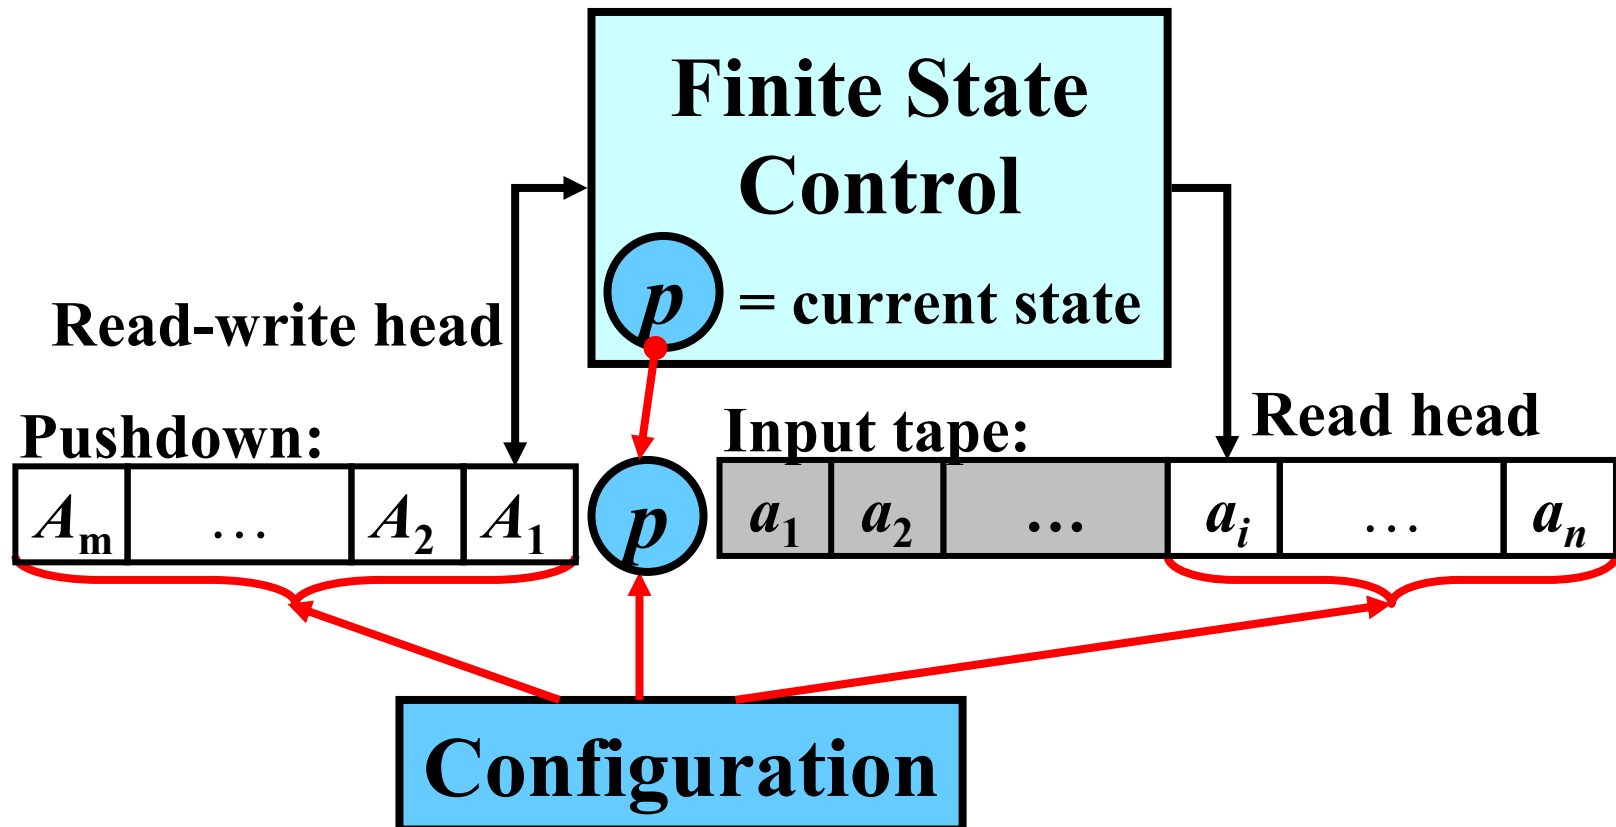 Finite State
Control
p = current state
Read-write head
Read head
Pushdown:
Input tape:
Aₘ … A₂ A₁ p a₁ a₂ … aᵢ … aₙ
Configuration